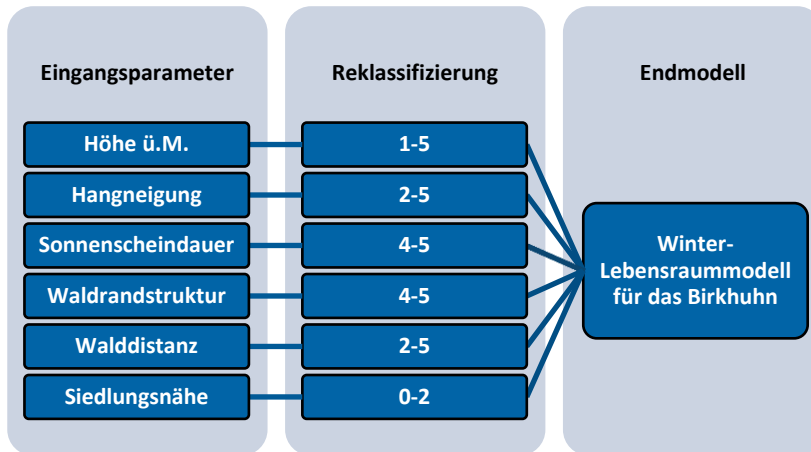 Eingangsparameter
Reklassifizierung
Endmodell
Höhe ü.M.
1-5
Hangneigung
2-5
Sonnenscheindauer
4-5
Waldrandstruktur
4-5
Walddistanz
2-5
Siedlungsnähe
0-2
Winter-
Lebensraummodell
für das Birkhuhn